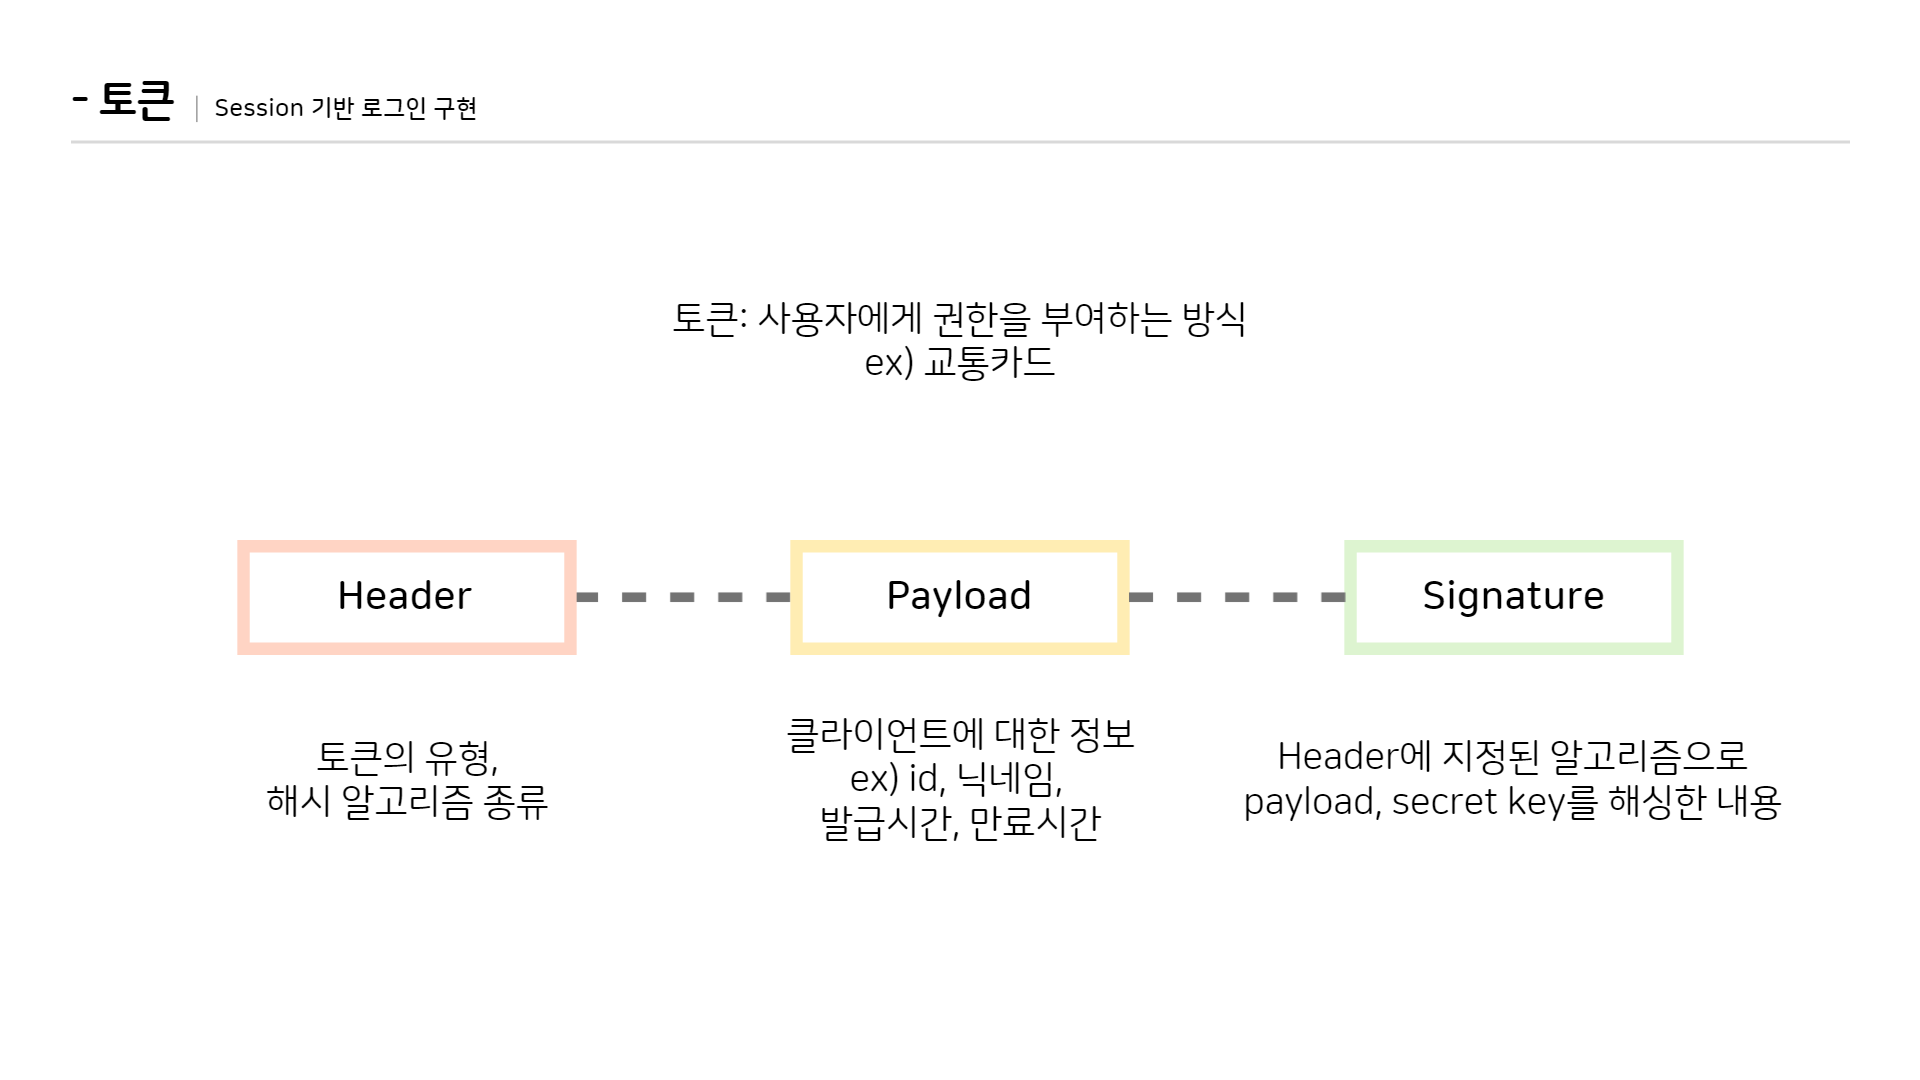 - 토큰 | Session 기반 로그인 구현
토큰: 사용자에게 권한을 부여하는 방식
ex) 교통카드
Header
Payload
Signature
토큰의 유형,
해시 알고리즘 종류
클라이언트에 대한 정보
ex) id, 닉네임,
발급시간, 만료시간
Header에 지정된 알고리즘으로
payload, secret key를 해싱한 내용